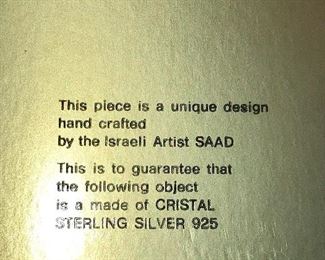 This piece is a unique design
hand crafted
by the Israeli Artist SAAD
This is to guarantee that
the following object
is a made of CRISTAL
STERLING SILVER 925